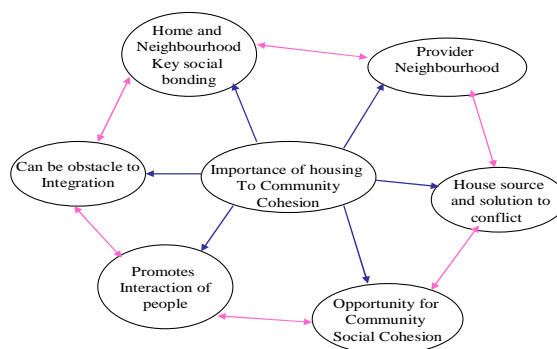 Home and
Neighbourhood
Key social
bonding
Provider
Neighbourhood
Can be obstacle to
Integration
Importance of housing
To Community
Cohesion
House source
and solution to
conflict
Promotes
Interaction of
people
Opportunity for
Community
Social Cohesion